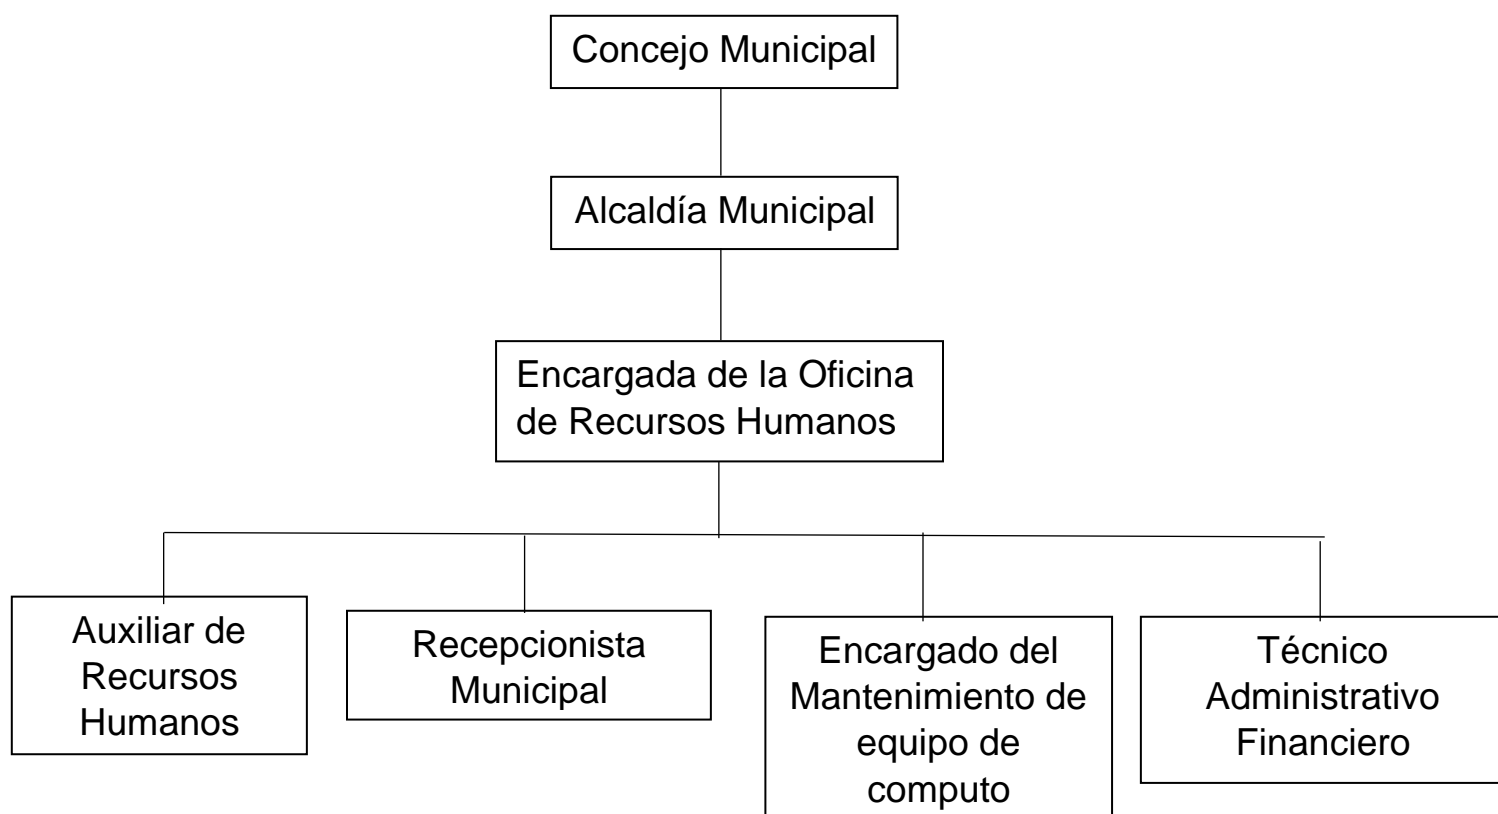 Concejo Municipal
Alcaldía Municipal
Encargada de la Oficina
de Recursos Humanos
Auxiliar de
Recursos
Humanos
Recepcionista
Municipal
Encargado del
Mantenimiento de
equipo de
computo
Técnico
Administrativo
Financiero